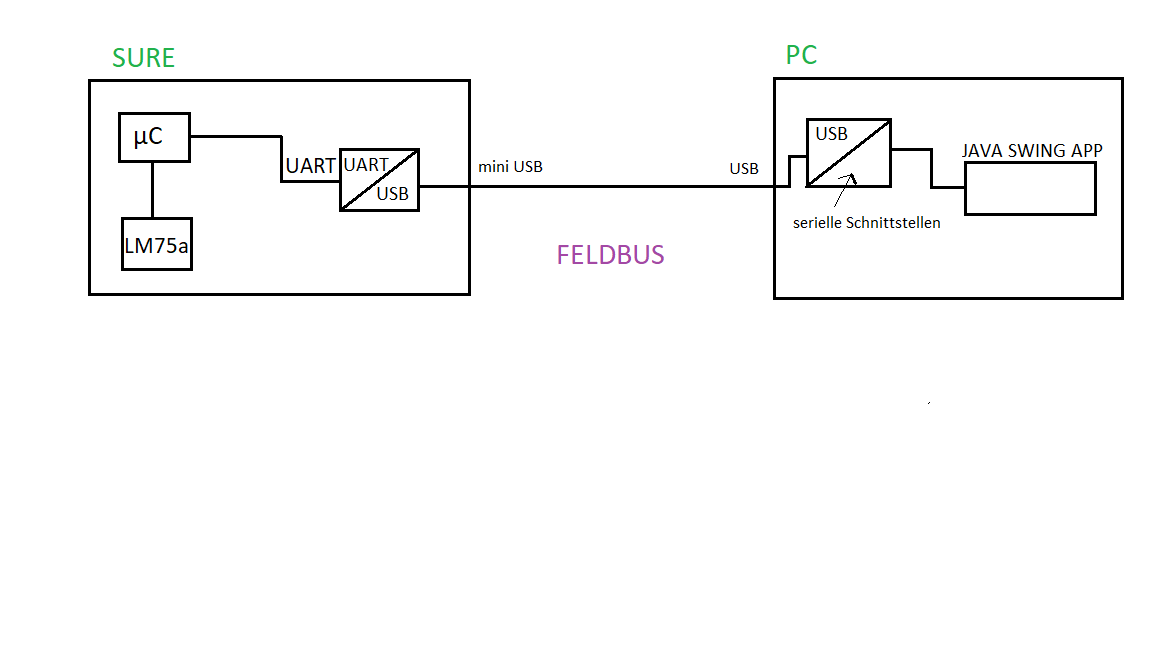 SURE
PC
µC
UART
UART
USB
LM75a
mini USB
USB
FELDBUS
USB
serielle Schnittstellen
JAVA SWING APP